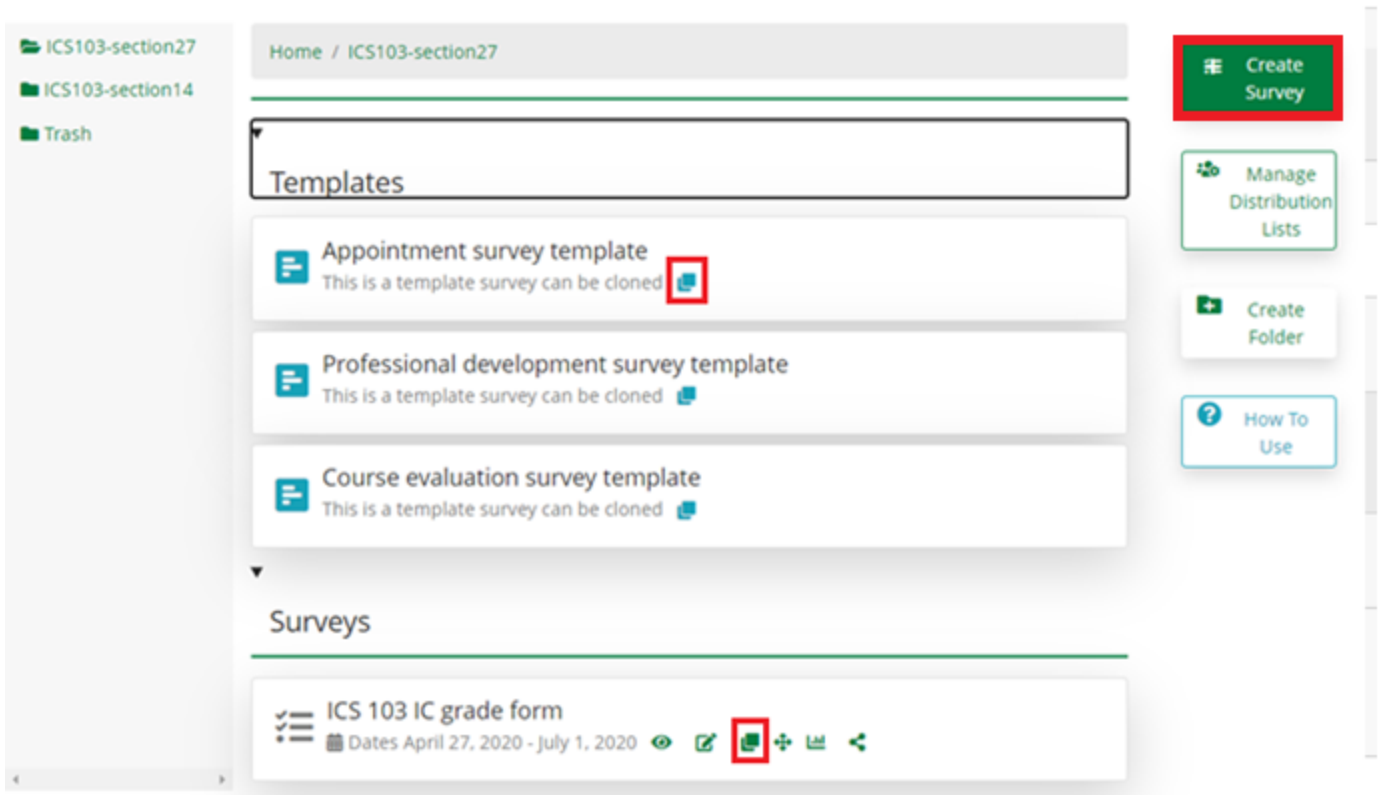 ICS103-section27
ICS103-section14
Trash
Home / ICS103-section27
Templates
Appointment survey template
This is a template survey can be cloned
Professional development survey template
This is a template survey can be cloned
Course evaluation survey template
This is a template survey can be cloned
Surveys
ICS 103 IC grade form
Dates April 27, 2020 - July 1, 2020
Create
Survey
Manage
Distribution
Lists
Create
Folder
How To
Use